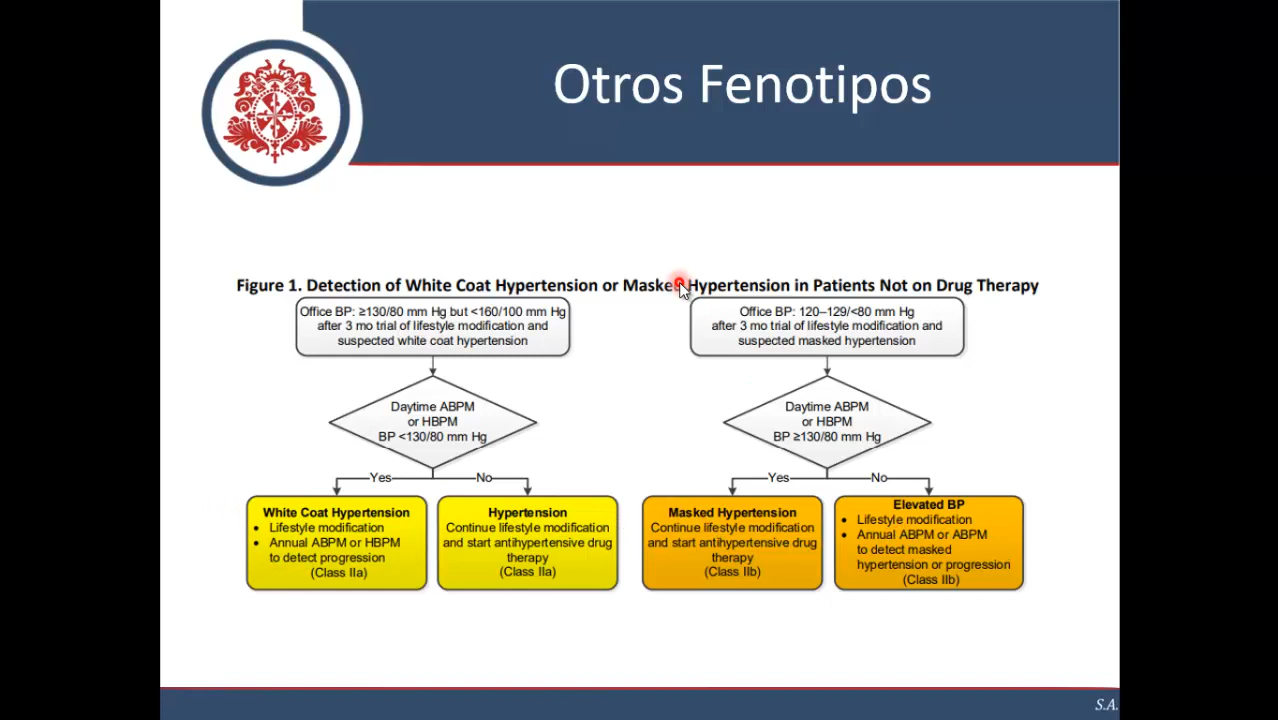 Otros Fenotipos
Figure 1. Detection of White Coat Hypertension or Masked Hypertension in Patients Not on Drug Therapy
Office BP: ≥130/80 mm Hg but <160/100 mm Hg
after 3 mo trial of lifestyle modification and
suspected white coat hypertension
Daytime ABPM
or HBPM
BP <130/80 mm Hg
Yes
No
White Coat Hypertension
• Lifestyle modification
• Annual ABPM or HBPM
to detect progression
(Class IIa)
Hypertension
Continue lifestyle modification
and start antihypertensive drug
therapy
(Class IIa)
Office BP: 120–129/<80 mm Hg
after 3 mo trial of lifestyle modification and
suspected masked hypertension
Daytime ABPM
or HBPM
BP ≥130/80 mm Hg
Yes
No
Masked Hypertension
Continue lifestyle modification
and start antihypertensive drug
therapy
(Class IIb)
Elevated BP
• Lifestyle modification
• Annual ABPM or ABPM
to detect masked
hypertension or progression
(Class IIb)
S.A.